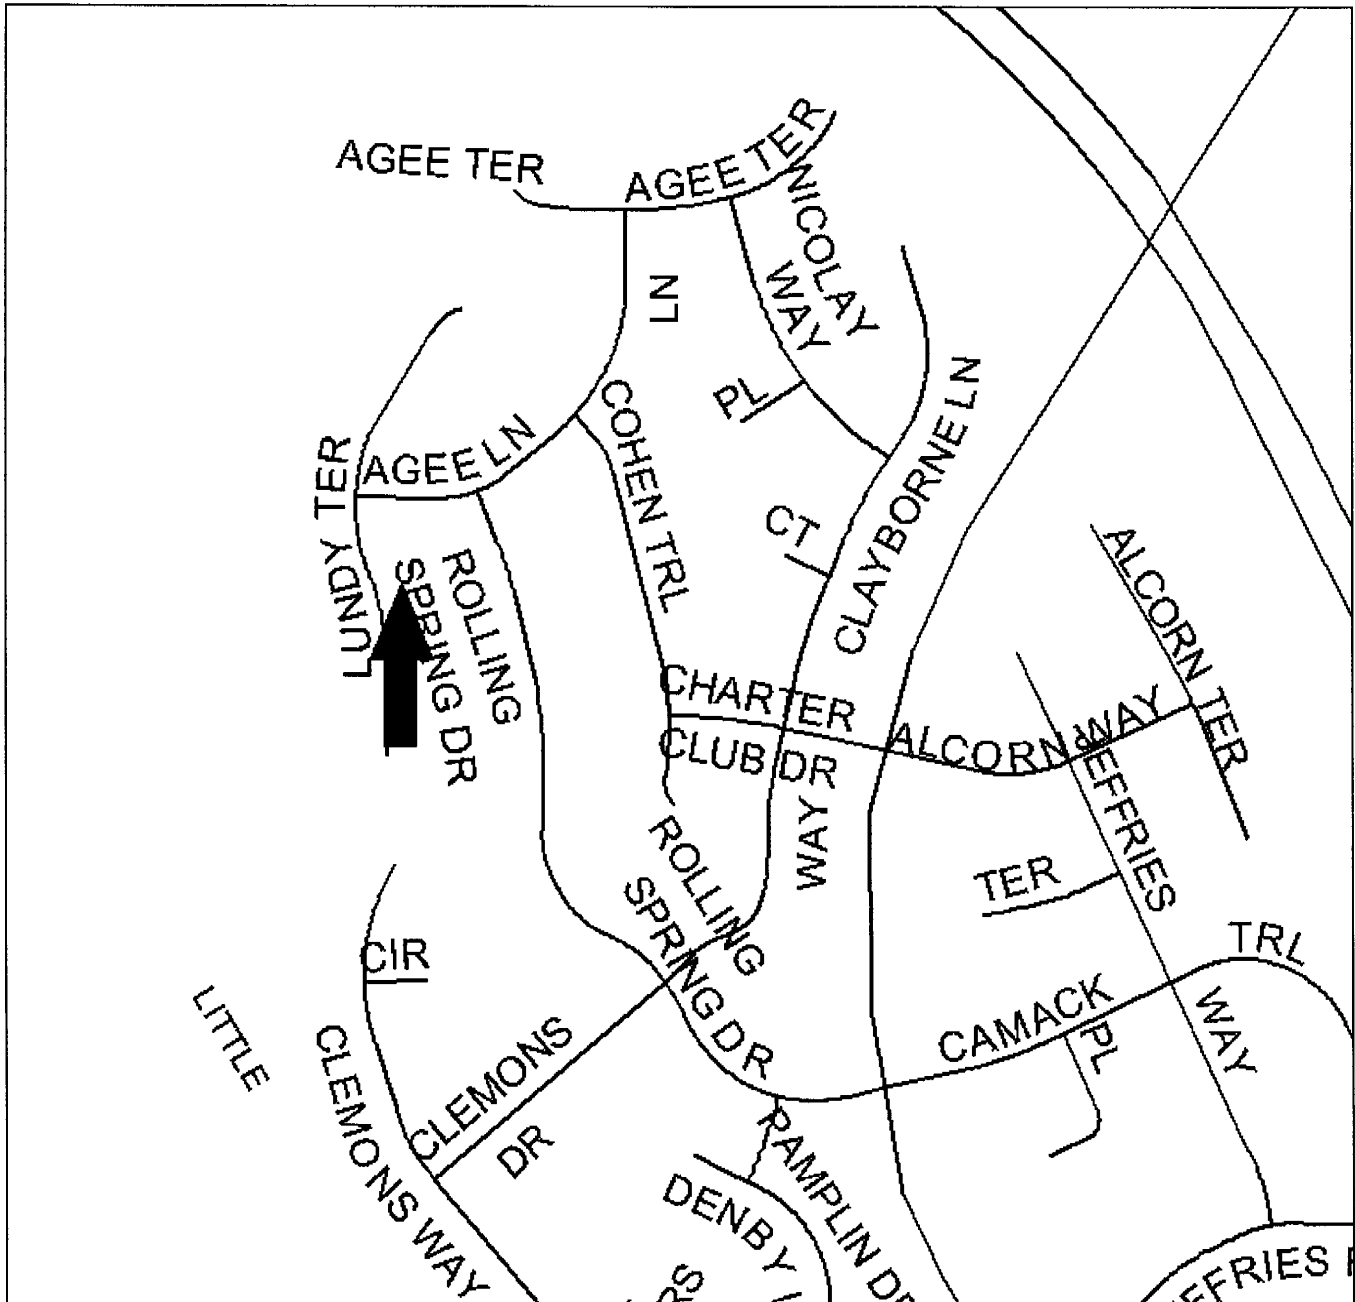 AGEE TER
AGEE TER
NICOLAY
WAY
LN
PL
COHEN TRL
CLAYBORNE LN
AGEE LN
LUNDY TER
CT
ROLLING
SPRING DR
ALCORN TER
CHARTER
CLUB DR
ALCORN WAY
JEFFRIES
WAY
WAY
TER
ROLLING
SPRING DR
CIR
TRL
CAMACK
PL
LITTLE
CLEMONS
DR
CLEMONS WAY
RAMPLIN
DENBY
JEFFRIES